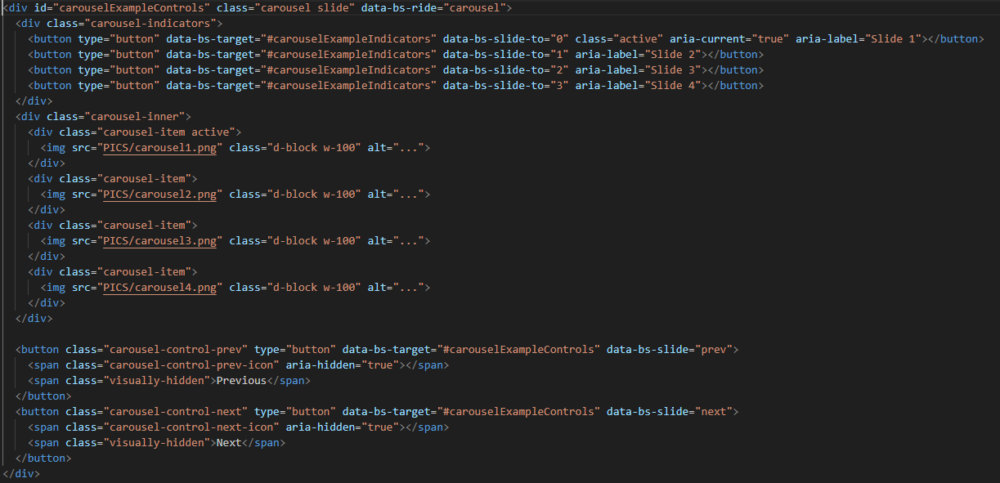 <div id="carouselExampleControls" class="carousel slide" data-bs-ride="carousel">
  <div class="carousel-indicators">
    <button type="button" data-bs-target="#carouselExampleIndicators" data-bs-slide-to="0" class="active" aria-current="true" aria-label="Slide 1"></button>
    <button type="button" data-bs-target="#carouselExampleIndicators" data-bs-slide-to="1" aria-label="Slide 2"></button>
    <button type="button" data-bs-target="#carouselExampleIndicators" data-bs-slide-to="2" aria-label="Slide 3"></button>
    <button type="button" data-bs-target="#carouselExampleIndicators" data-bs-slide-to="3" aria-label="Slide 4"></button>
  </div>
  <div class="carousel-inner">
    <div class="carousel-item active">
      <img src="PICS/carousel1.png" class="d-block w-100" alt="...">
    </div>
    <div class="carousel-item">
      <img src="PICS/carousel2.png" class="d-block w-100" alt="...">
    </div>
    <div class="carousel-item">
      <img src="PICS/carousel3.png" class="d-block w-100" alt="...">
    </div>
    <div class="carousel-item">
      <img src="PICS/carousel4.png" class="d-block w-100" alt="...">
    </div>
  </div>

  <button class="carousel-control-prev" type="button" data-bs-target="#carouselExampleControls" data-bs-slide="prev">
    <span class="carousel-control-prev-icon" aria-hidden="true"></span>
    <span class="visually-hidden">Previous</span>
  </button>
  <button class="carousel-control-next" type="button" data-bs-target="#carouselExampleControls" data-bs-slide="next">
    <span class="carousel-control-next-icon" aria-hidden="true"></span>
    <span class="visually-hidden">Next</span>
  </button>
</div>